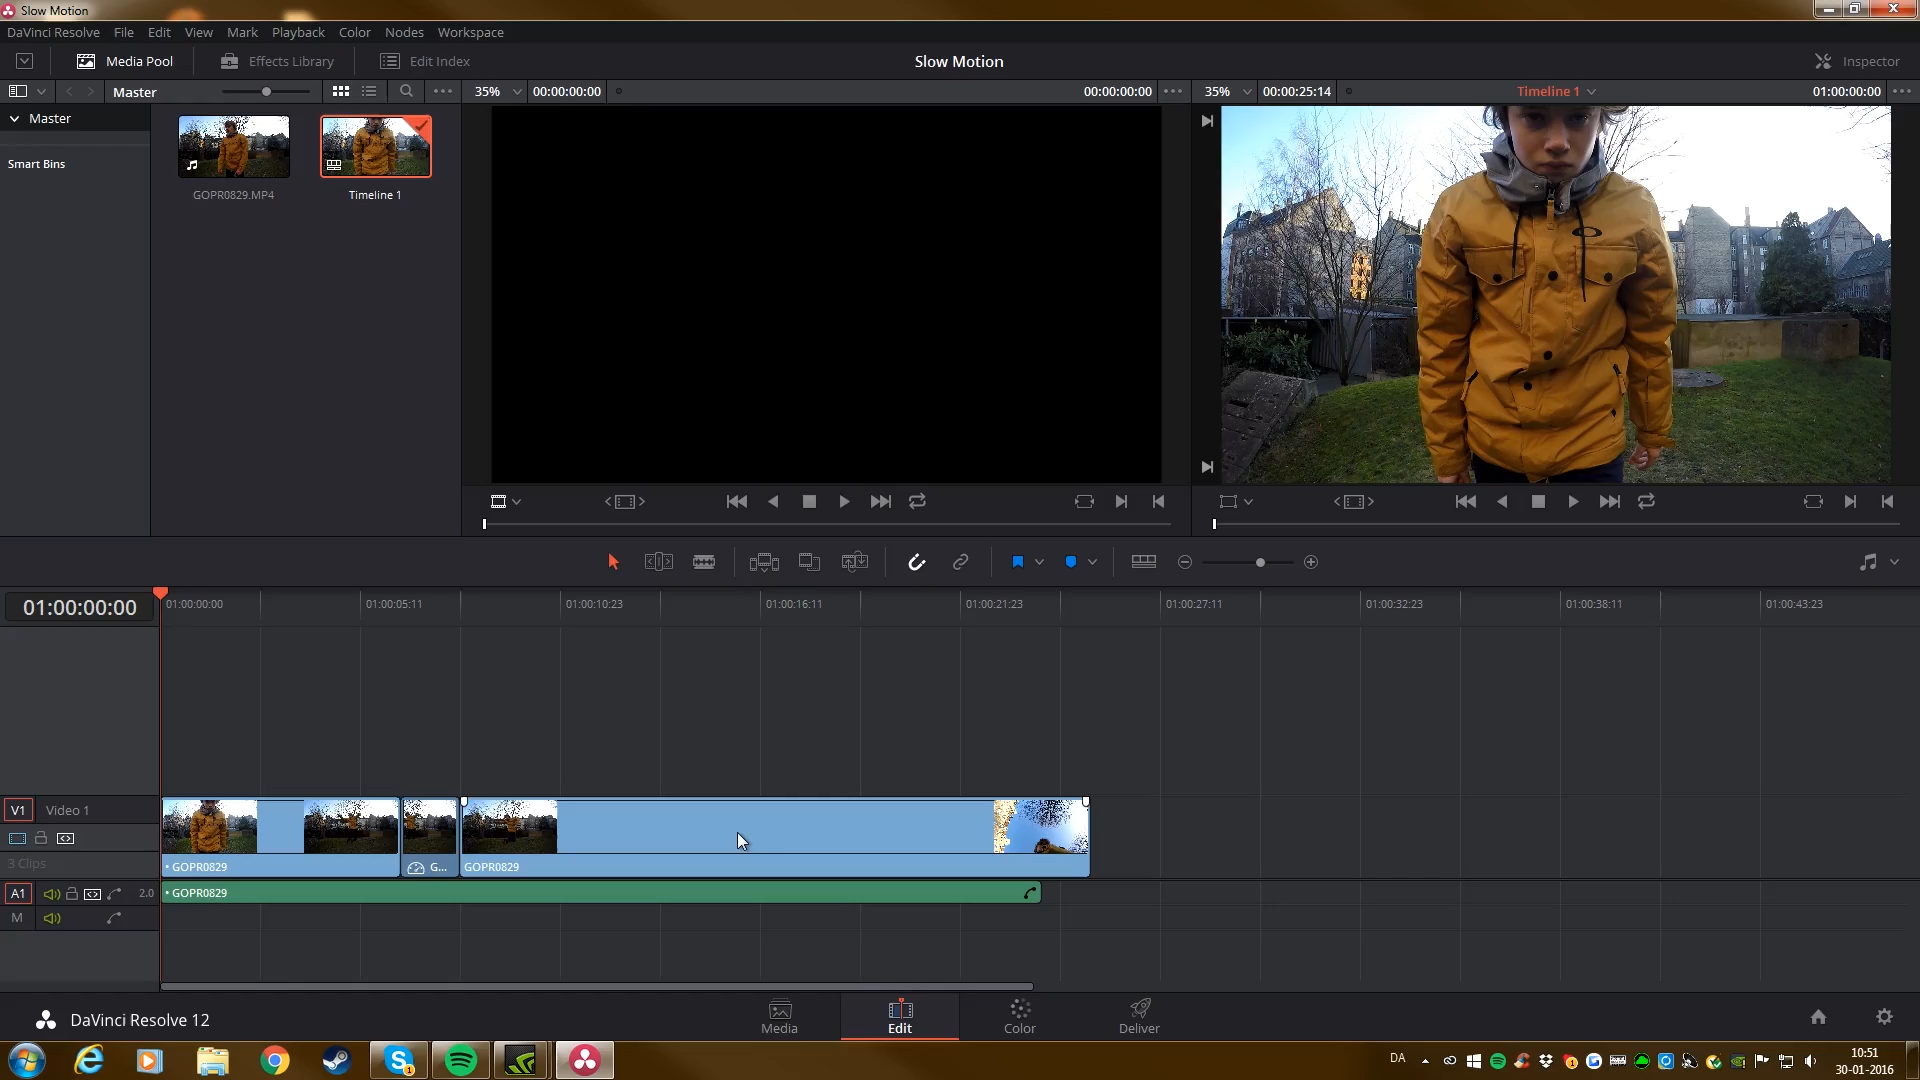 Slow Motion
DaVinci Resolve File Edit View Mark Playback Color Nodes Workspace
Media Pool Effects Library Edit Index Slow Motion Inspector
Master 35% 00:00:00:00 00:00:00:00 35% 00:00:25:14 Timeline 1 01:00:00:00
Master
Smart Bins
GOPR0829.MP4 Timeline 1
01:00:00:00 01:00:00:00 01:00:05:11 01:00:10:23 01:00:16:11 01:00:21:23 01:00:27:11 01:00:32:23 01:00:38:11 01:00:43:23
V1 Video 1
3 Clips
GOPR0829 G... GOPR0829
A1 2.0 GOPR0829
M
DaVinci Resolve 12
Media Edit Color Deliver
DA
10:51
30-01-2016